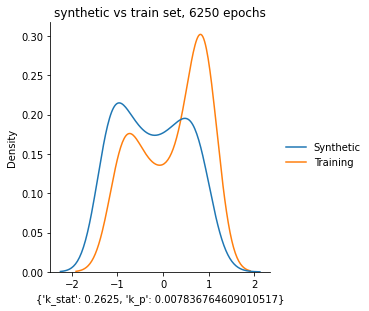 synthetic vs train set, 6250 epochs
0.30
0.25
0.20
0.15
0.10
0.05
0.00
Density
−2
−1
0
1
2
{'k_stat': 0.2625, 'k_p': 0.007836764609010517}
Synthetic
Training